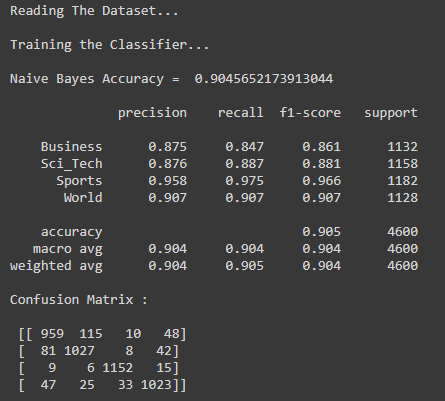 Reading The Dataset...
Training the Classifier...
Naive Bayes Accuracy =  0.9045652173913044
precision    recall  f1-score   support
Business      0.875     0.847     0.861      1132
Sci_Tech      0.876     0.887     0.881      1158
Sports      0.958     0.975     0.966      1182
World      0.907     0.907     0.907      1128
accuracy                          0.905      4600
macro avg      0.904     0.904     0.904      4600
weighted avg      0.904     0.905     0.904      4600
Confusion Matrix :
[[ 959  115   10   48]
[  81 1027    8   42]
[   9    6 1152   15]
[  47   25   33 1023]]